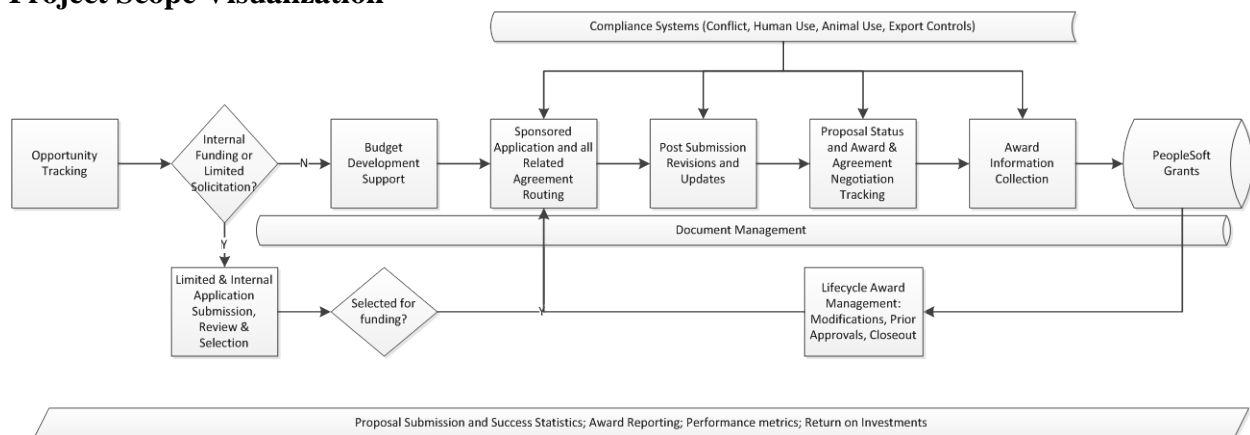 Project Scope Visualization
Compliance Systems (Conflict, Human Use, Animal Use, Export Controls)
Opportunity
Tracking
Internal
Funding or
Limited
Solicitation?
N
Budget
Development
Support
Sponsored
Application and all
Related
Agreement
Routing
Post Submission
Revisions and
Updates
Proposal Status
and Award &
Agreement
Negotiation
Tracking
Award
Information
Collection
PeopleSoft
Grants
Document Management
Y
Limited & Internal
Application
Submission,
Review &
Selection
Selected for
funding?
Y
Lifecycle Award
Management:
Modifications, Prior
Approvals, Closeout
Proposal Submission and Success Statistics; Award Reporting; Performance metrics; Return on Investments